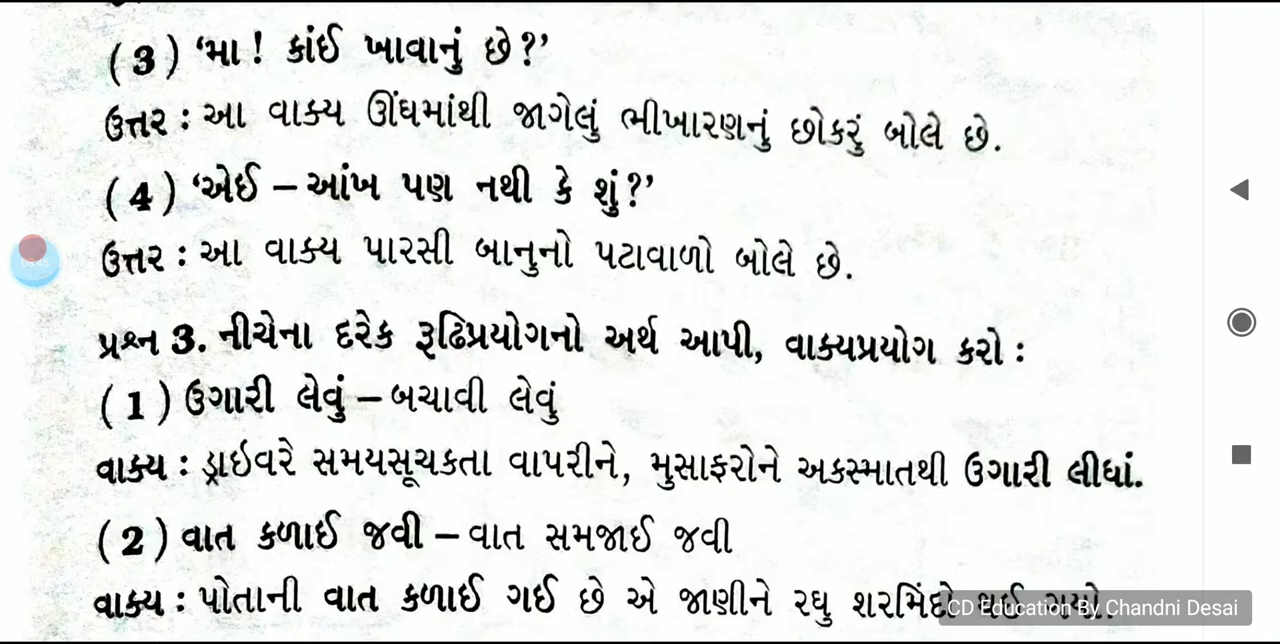 (3) ‘મા! કાંઈ ખાવાનું છે?’
ઉત્તર : આ વાક્ય ઊંઘમાંથી જાગેલું ભીખારણનું છોકરું બોલે છે.
(4) ‘એઈ – આંખ પણ નથી કે શું?’
ઉત્તર : આ વાક્ય પારસી બાનુનો પટાવાળો બોલે છે.
પ્રશ્ન 3. નીચેના દરેક રૂઢિપ્રયોગનો અર્થ આપી, વાક્યપ્રયોગ કરો :
(1) ઉગારી લેવું – બચાવી લેવું
વાક્ય : ડ્રાઇવરે સમયસૂચકતા વાપરીને, મુસાફરોને અકસ્માતથી ઉગારી લીધાં.
(2) વાત કળાઈ જવી – વાત સમજાઈ જવી
વાક્ય : પોતાની વાત કળાઈ ગઈ છે એ જાણીને રઘુ શરમિંદો થઈ ગયો.
CD Education By Chandni Desai